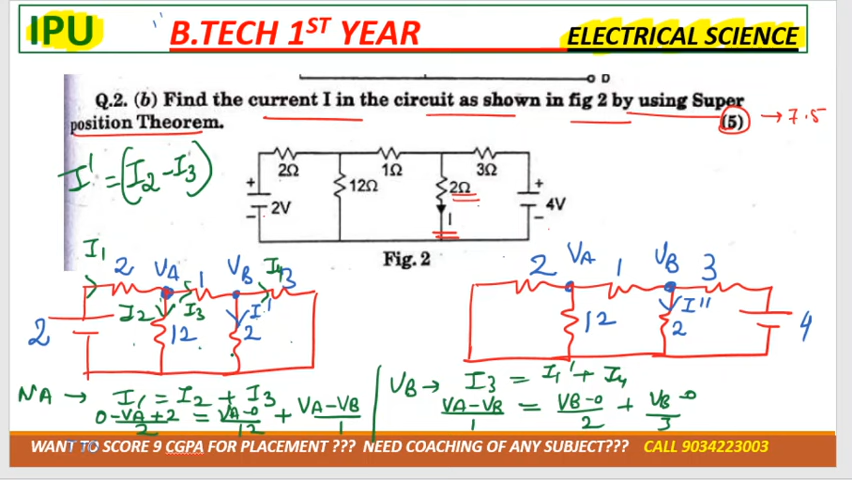 IPU
B.TECH 1ST YEAR
ELECTRICAL SCIENCE
D
Q.2. (b) Find the current I in the circuit as shown in fig 2 by using Super
position Theorem. (5) → 7.5
I' = (I2 - I3)
2Ω 1Ω 3Ω
+ 12Ω 2Ω +
2V I 4V
- -
Fig. 2
I1 2 VA 1 VB I4 3
I2 I3 I'
2 12 2
2 VA 1 VB 3
12 I'' 2 4
NA → I1 = I2 + I3
0-VA+2/2 = VA-0/12 + VA-VB/1
VB → I3 = I1' + I4
VA-VB/1 = VB-0/2 + VB-0/3
WANT TO SCORE 9 CGPA FOR PLACEMENT ??? NEED COACHING OF ANY SUBJECT??? CALL 9034223003